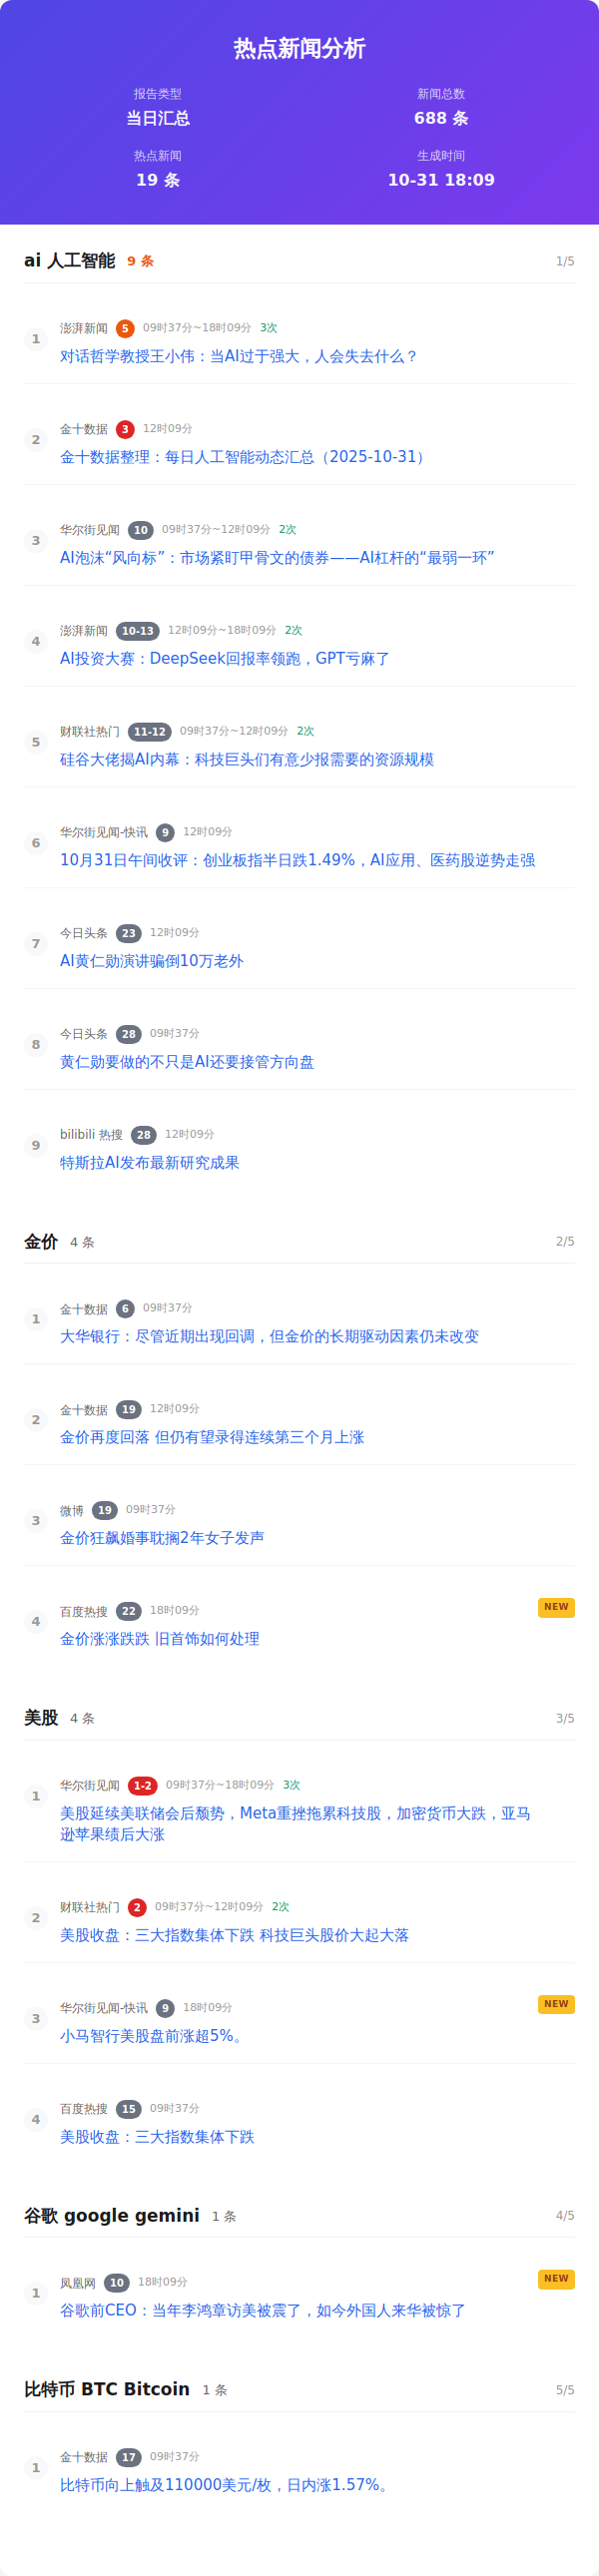 热点新闻分析
报告类型
新闻总数
当日汇总
688 条
热点新闻
生成时间
19 条
10-31 18:09
ai 人工智能 9 条 1/5
1
澎湃新闻 5 09时37分~18时09分 3次
对话哲学教授王小伟：当AI过于强大，人会失去什么？
2
金十数据 3 12时09分
金十数据整理：每日人工智能动态汇总（2025-10-31）
3
华尔街见闻 10 09时37分~12时09分 2次
AI泡沫“风向标”：市场紧盯甲骨文的债券——AI杠杆的“最弱一环”
4
澎湃新闻 10-13 12时09分~18时09分 2次
AI投资大赛：DeepSeek回报率领跑，GPT亏麻了
5
财联社热门 11-12 09时37分~12时09分 2次
硅谷大佬揭AI内幕：科技巨头们有意少报需要的资源规模
6
华尔街见闻-快讯 9 12时09分
10月31日午间收评：创业板指半日跌1.49%，AI应用、医药股逆势走强
7
今日头条 23 12时09分
AI黄仁勋演讲骗倒10万老外
8
今日头条 28 09时37分
黄仁勋要做的不只是AI还要接管方向盘
9
bilibili 热搜 28 12时09分
特斯拉AI发布最新研究成果
金价 4 条 2/5
1
金十数据 6 09时37分
大华银行：尽管近期出现回调，但金价的长期驱动因素仍未改变
2
金十数据 19 12时09分
金价再度回落 但仍有望录得连续第三个月上涨
3
微博 19 09时37分
金价狂飙婚事耽搁2年女子发声
4
百度热搜 22 18时09分 NEW
金价涨涨跌跌 旧首饰如何处理
美股 4 条 3/5
1
华尔街见闻 1-2 09时37分~18时09分 3次
美股延续美联储会后颓势，Meta重挫拖累科技股，加密货币大跌，亚马
逊苹果绩后大涨
2
财联社热门 2 09时37分~12时09分 2次
美股收盘：三大指数集体下跌 科技巨头股价大起大落
3
华尔街见闻-快讯 9 18时09分 NEW
小马智行美股盘前涨超5%。
4
百度热搜 15 09时37分
美股收盘：三大指数集体下跌
谷歌 google gemini 1 条 4/5
1
凤凰网 10 18时09分 NEW
谷歌前CEO：当年李鸿章访美被震了，如今外国人来华被惊了
比特币 BTC Bitcoin 1 条 5/5
1
金十数据 17 09时37分
比特币向上触及110000美元/枚，日内涨1.57%。